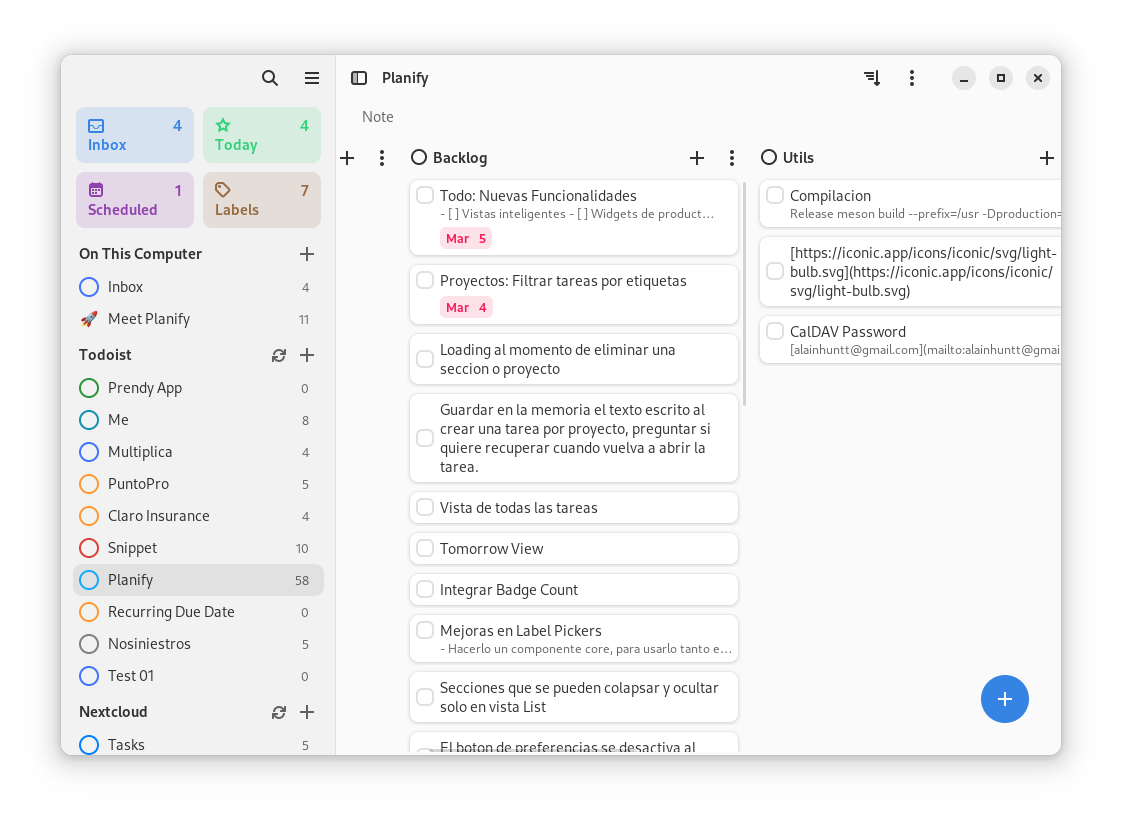 Inbox 4
Today 4
Scheduled 1
Labels 7
On This Computer
Inbox 4
Meet Planify 11
Todoist
Prendy App 0
Me 8
Multiplica 4
PuntoPro 5
Claro Insurance 4
Snippet 10
Planify 58
Recurring Due Date 0
Nosiniestros 5
Test 01 0
Nextcloud
Tasks 5
Planify
Note
Backlog
Todo: Nuevas Funcionalidades
- [ ] Vistas inteligentes - [ ] Widgets de product…
Mar 5
Proyectos: Filtrar tareas por etiquetas
Mar 4
Loading al momento de eliminar una
seccion o proyecto
Guardar en la memoria el texto escrito al
crear una tarea por proyecto, preguntar si
quiere recuperar cuando vuelva a abrir la
tarea.
Vista de todas las tareas
Tomorrow View
Integrar Badge Count
Mejoras en Label Pickers
- Hacerlo un componente core, para usarlo tanto e…
Secciones que se pueden colapsar y ocultar
solo en vista List
El boton de preferencias se desactiva al
Utils
Compilacion
Release meson build --prefix=/usr -Dproduction=
[https://iconic.app/icons/iconic/svg/light-
bulb.svg](https://iconic.app/icons/iconic/
svg/light-bulb.svg)
CalDAV Password
[alainhuntt@gmail.com](mailto:alainhuntt@gmai